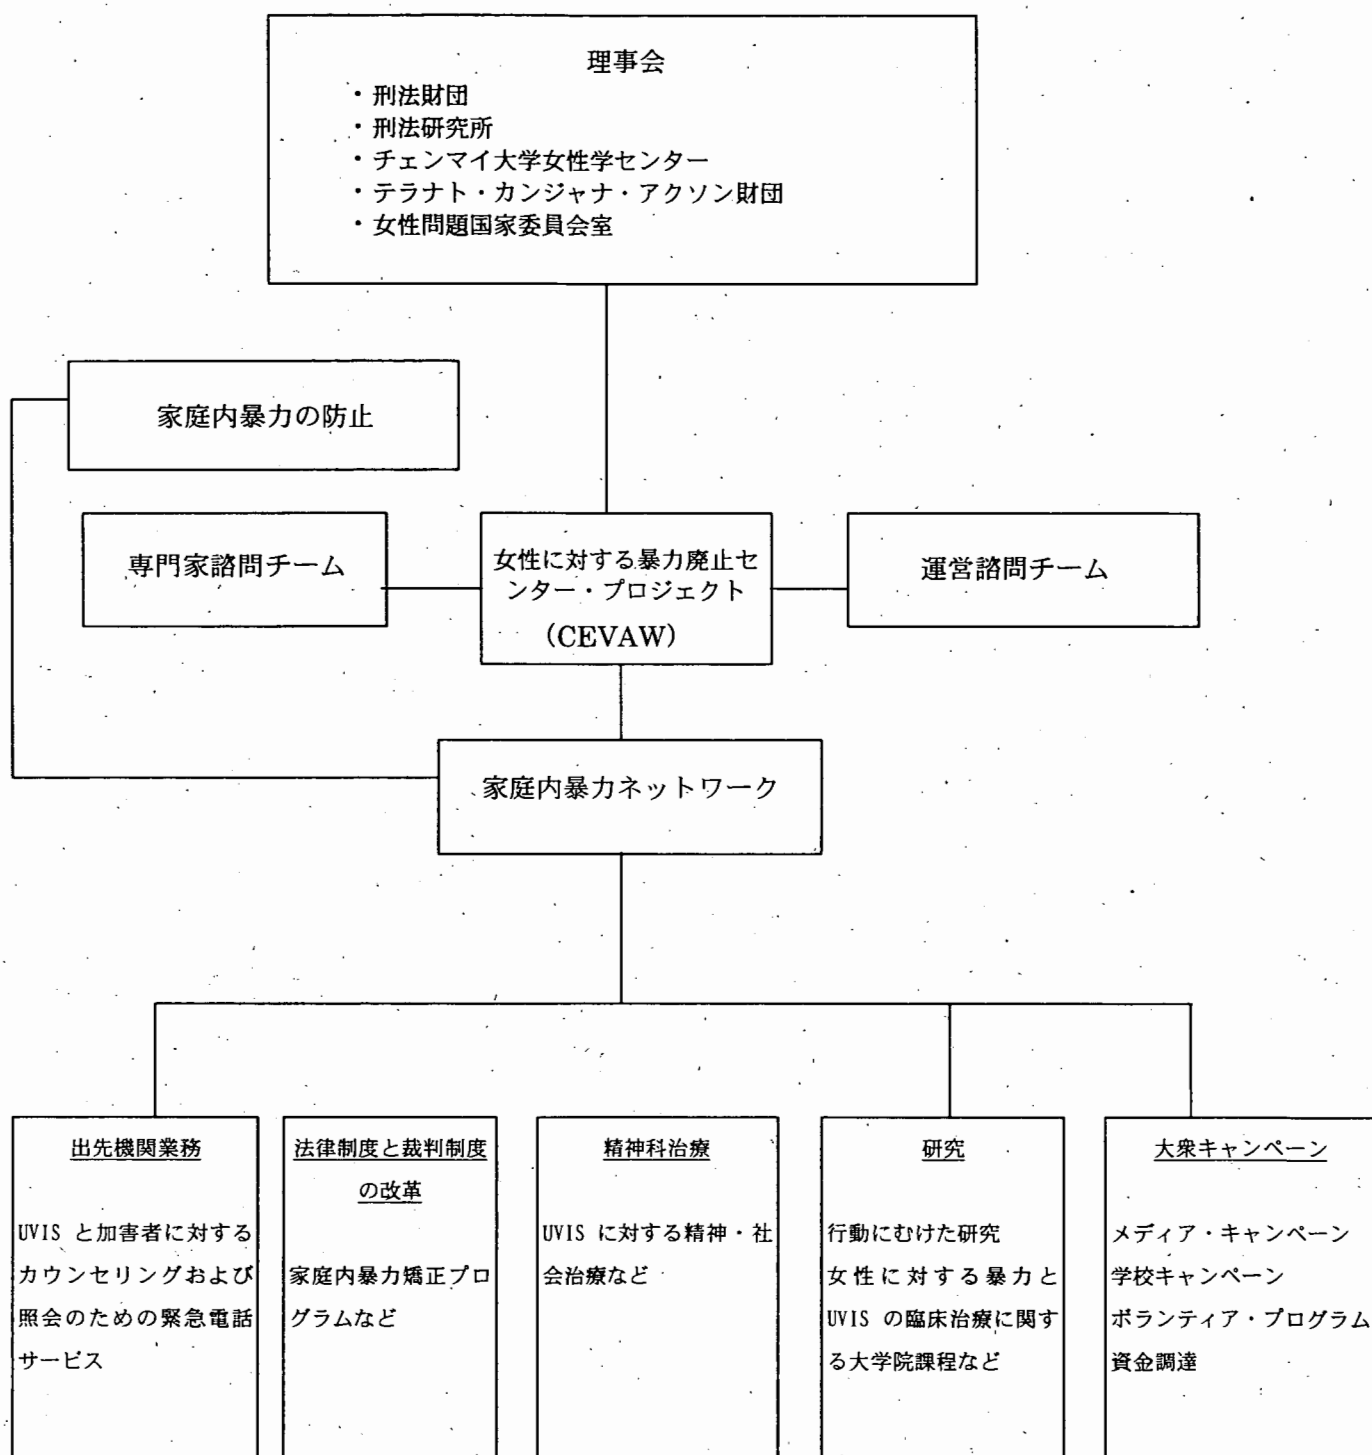 理事会
・刑法財団
・刑法研究所
・チェンマイ大学女性学センター
・テラナト・カンジャナ・アクソン財団
・女性問題国家委員会室
家庭内暴力の防止
専門家諮問チーム
女性に対する暴力廃止セ
ンター・プロジェクト
(CEVAW)
運営諮問チーム
家庭内暴力ネットワーク
出先機関業務
UVIS と加害者に対する
カウンセリングおよび
照会のための緊急電話
サービス
法律制度と裁判制度
の改革
家庭内暴力矯正プロ
グラムなど
精神科治療
UVIS に対する精神・社
会治療など
研究
行動にむけた研究
女性に対する暴力と
UVIS の臨床治療に関す
る大学院課程など
大衆キャンペーン
メディア・キャンペーン
学校キャンペーン
ボランティア・プログラム
資金調達